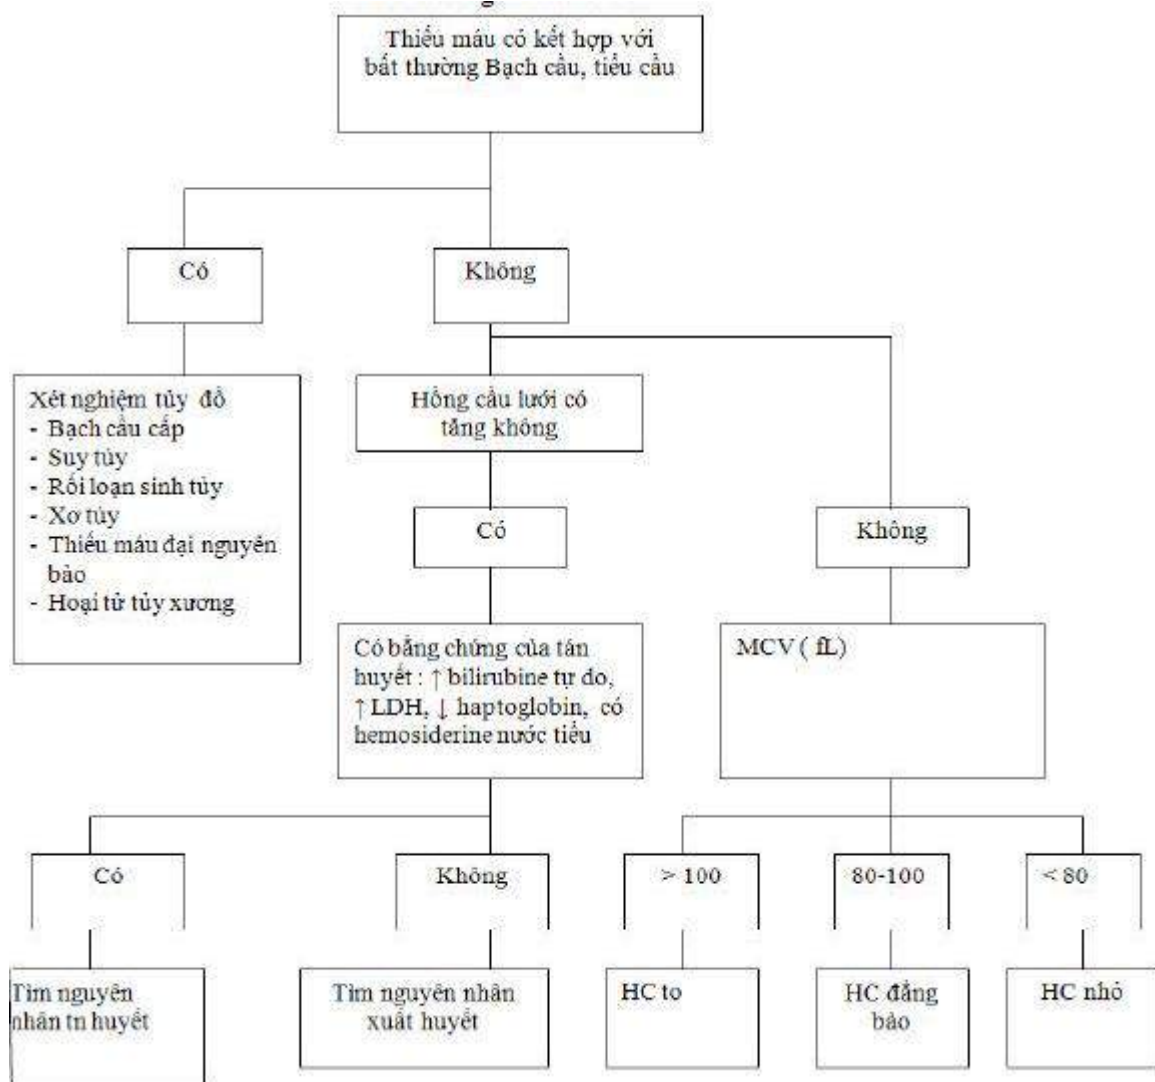 Thiếu máu có kết hợp với
bất thường Bạch cầu, tiểu cầu
Có
Không
Xét nghiệm tủy đồ
- Bạch cầu cấp
- Suy tủy
- Rối loạn sinh tủy
- Xơ tủy
- Thiếu máu đại nguyên
bào
- Hoại tử tủy xương
Hồng cầu lưới có
tăng không
Có
Không
Có bằng chứng của tán
huyết : ↑ bilirubine tự do,
↑ LDH, ↓ haptoglobin, có
hemosiderine nước tiểu
MCV ( fL)
Có
Không
> 100
80-100
< 80
Tìm nguyên
nhân tn huyết
Tìm nguyên nhân
xuất huyết
HC to
HC đẳng
bào
HC nhỏ